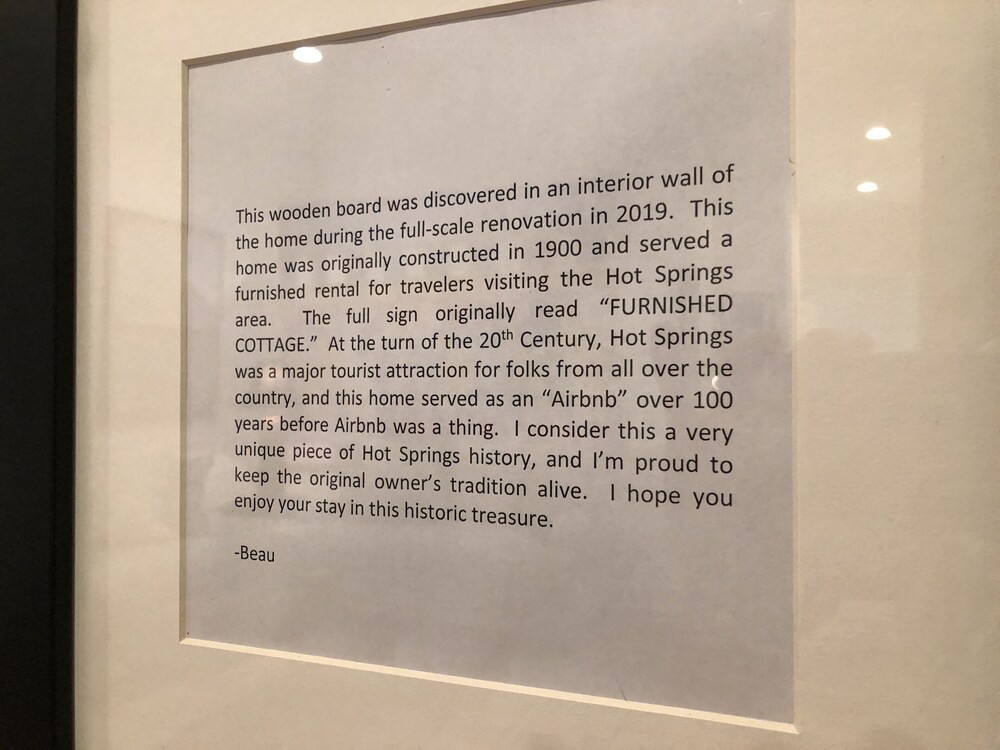 This wooden board was discovered in an interior wall of
the home during the full-scale renovation in 2019. This
home was originally constructed in 1900 and served a
furnished rental for travelers visiting the Hot Springs
area. The full sign originally read “FURNISHED
COTTAGE.” At the turn of the 20th Century, Hot Springs
was a major tourist attraction for folks from all over the
country, and this home served as an “Airbnb” over 100
years before Airbnb was a thing. I consider this a very
unique piece of Hot Springs history, and I’m proud to
keep the original owner’s tradition alive. I hope you
enjoy your stay in this historic treasure.
-Beau